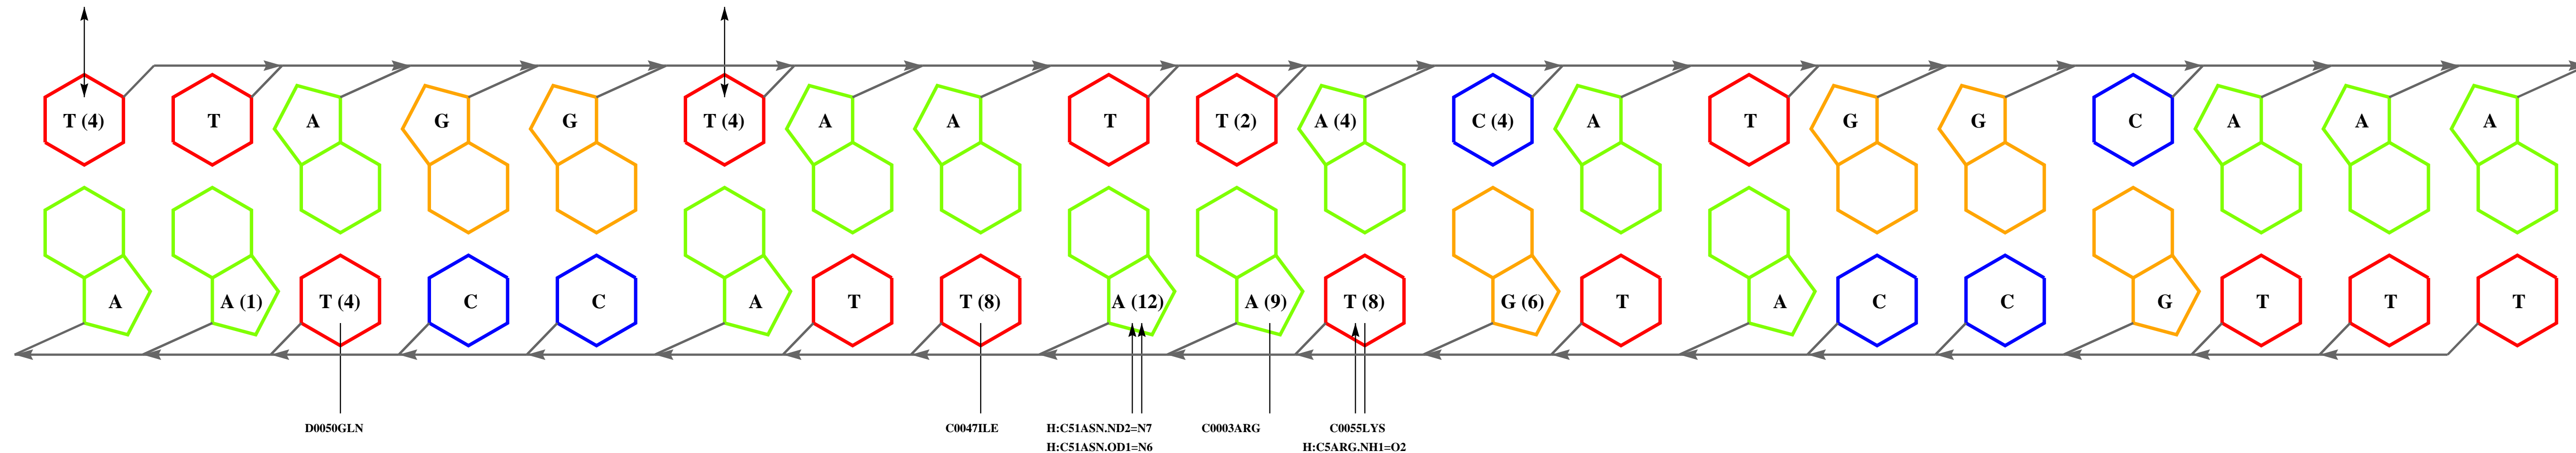 T (4) T A G G T (4) A A T T (2) A (4) C (4) A T G G C A A A
A A (1) T (4) C C A T T (8) A (12) A (9) T (8) G (6) T A C C G T T T
D0050GLN C0047ILE H:C51ASN.ND2=N7 C0003ARG C0055LYS
H:C51ASN.OD1=N6 H:C5ARG.NH1=O2